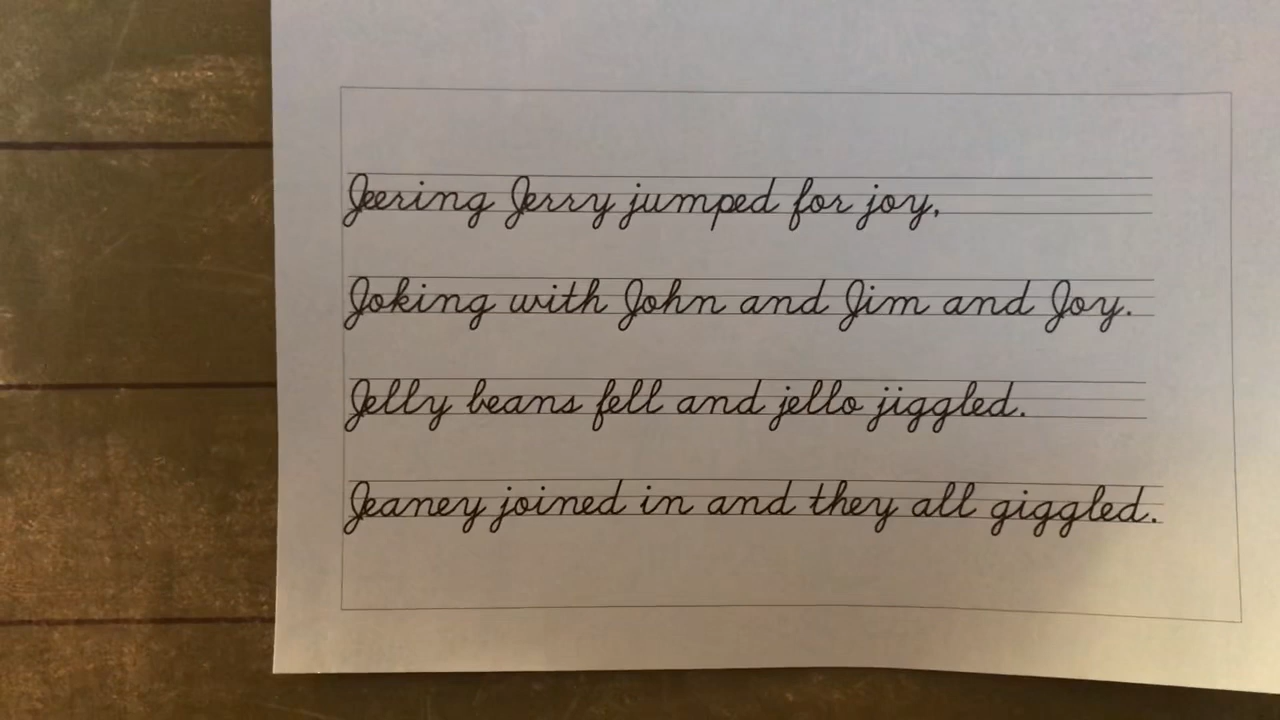 Jeering Jerry jumped for joy,
Joking with John and Jim and Joy.
Jelly beans fell and jello jiggled.
Jeaney joined in and they all giggled.